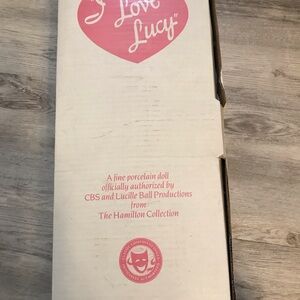 I
Love
Lucy"
A fine porcelain doll
officially authorized by
CBS and Lucille Ball Productions
from
The Hamilton Collection